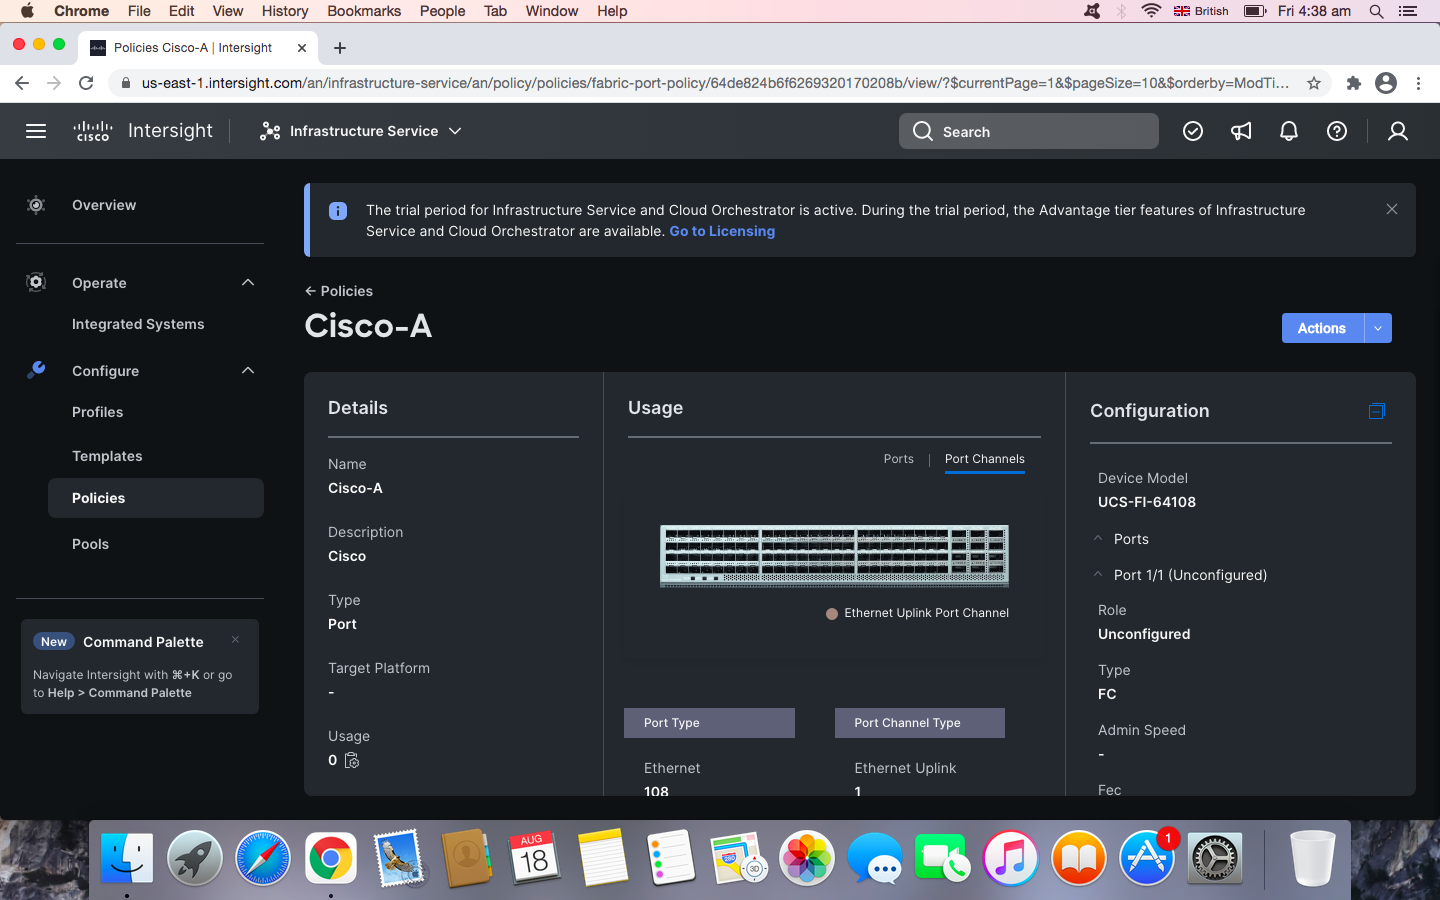 Chrome File Edit View History Bookmarks People Tab Window Help British Fri 4:38 am
Policies Cisco-A | Intersight
us-east-1.intersight.com/an/infrastructure-service/an/policy/policies/fabric-port-policy/64de824b6f6269320170208b/view/?$currentPage=1&$pageSize=10&$orderby=ModTi...
cisco Intersight Infrastructure Service Search
Overview
Operate
Integrated Systems
Configure
Profiles
Templates
Policies
Pools
New Command Palette
Navigate Intersight with ⌘+K or go
to Help > Command Palette
The trial period for Infrastructure Service and Cloud Orchestrator is active. During the trial period, the Advantage tier features of Infrastructure
Service and Cloud Orchestrator are available. Go to Licensing
← Policies
Cisco-A
Actions
Details
Name
Cisco-A
Description
Cisco
Type
Port
Target Platform
-
Usage
0
Usage
Ports | Port Channels
Ethernet Uplink Port Channel
Port Type Port Channel Type
Ethernet Ethernet Uplink
108 1
Configuration
Device Model
UCS-FI-64108
Ports
Port 1/1 (Unconfigured)
Role
Unconfigured
Type
FC
Admin Speed
-
Fec
AUG
18
280
3D
1